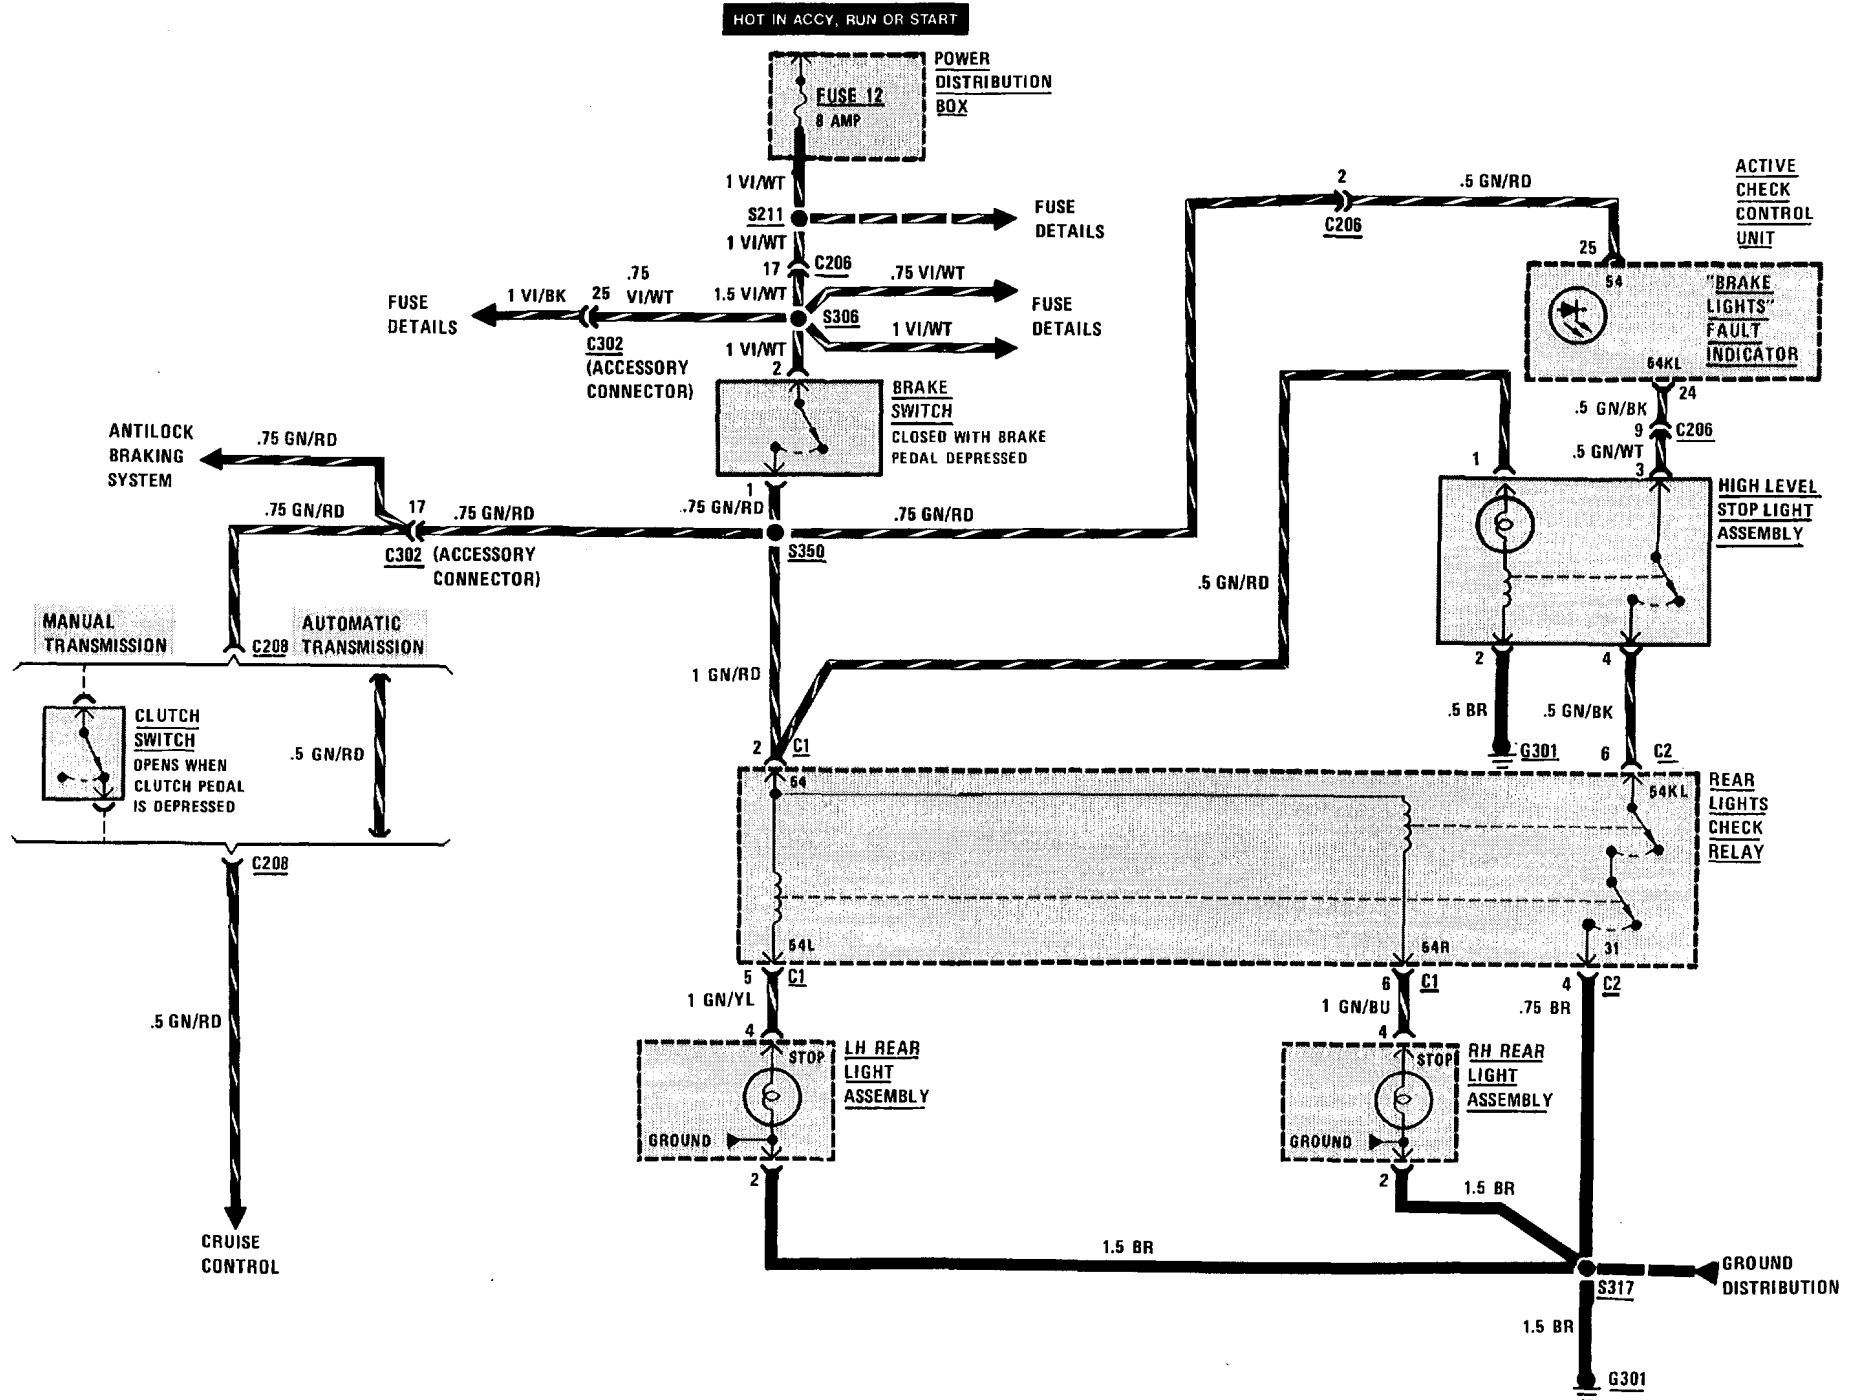 HOT IN ACCY, RUN OR START
POWER
DISTRIBUTION
BOX
FUSE 12
8 AMP
1 VI/WT
S211
FUSE
DETAILS
1 VI/WT
17
C206
.75 VI/WT
1.5 VI/WT
S306
FUSE
DETAILS
1 VI/WT
1 VI/WT
2
FUSE
DETAILS
1 VI/BK
25
.75
VI/WT
C302
(ACCESSORY
CONNECTOR)
BRAKE
SWITCH
CLOSED WITH BRAKE
PEDAL DEPRESSED
1
.75 GN/RD
S350
.75 GN/RD
2
C206
.5 GN/RD
ACTIVE
CHECK
CONTROL
UNIT
25
54
"BRAKE
LIGHTS"
FAULT
INDICATOR
54KL
24
.5 GN/BK
9
C206
.5 GN/WT
1
3
HIGH LEVEL
STOP LIGHT
ASSEMBLY
2
4
.5 BR
G301
.5 GN/BK
6
C2
ANTILOCK
BRAKING
SYSTEM
.75 GN/RD
.75 GN/RD
17
.75 GN/RD
C302
(ACCESSORY
CONNECTOR)
MANUAL
TRANSMISSION
C208
AUTOMATIC
TRANSMISSION
CLUTCH
SWITCH
OPENS WHEN
CLUTCH PEDAL
IS DEPRESSED
.5 GN/RD
C208
.5 GN/RD
CRUISE
CONTROL
.5 GN/RD
1 GN/RD
2
C1
54
54KL
REAR
LIGHTS
CHECK
RELAY
54L
54R
31
5
C1
6
C1
4
C2
1 GN/YL
1 GN/BU
.75 BR
4
STOP
LH REAR
LIGHT
ASSEMBLY
GROUND
2
4
STOP
RH REAR
LIGHT
ASSEMBLY
GROUND
2
1.5 BR
1.5 BR
GROUND
DISTRIBUTION
S317
1.5 BR
G301